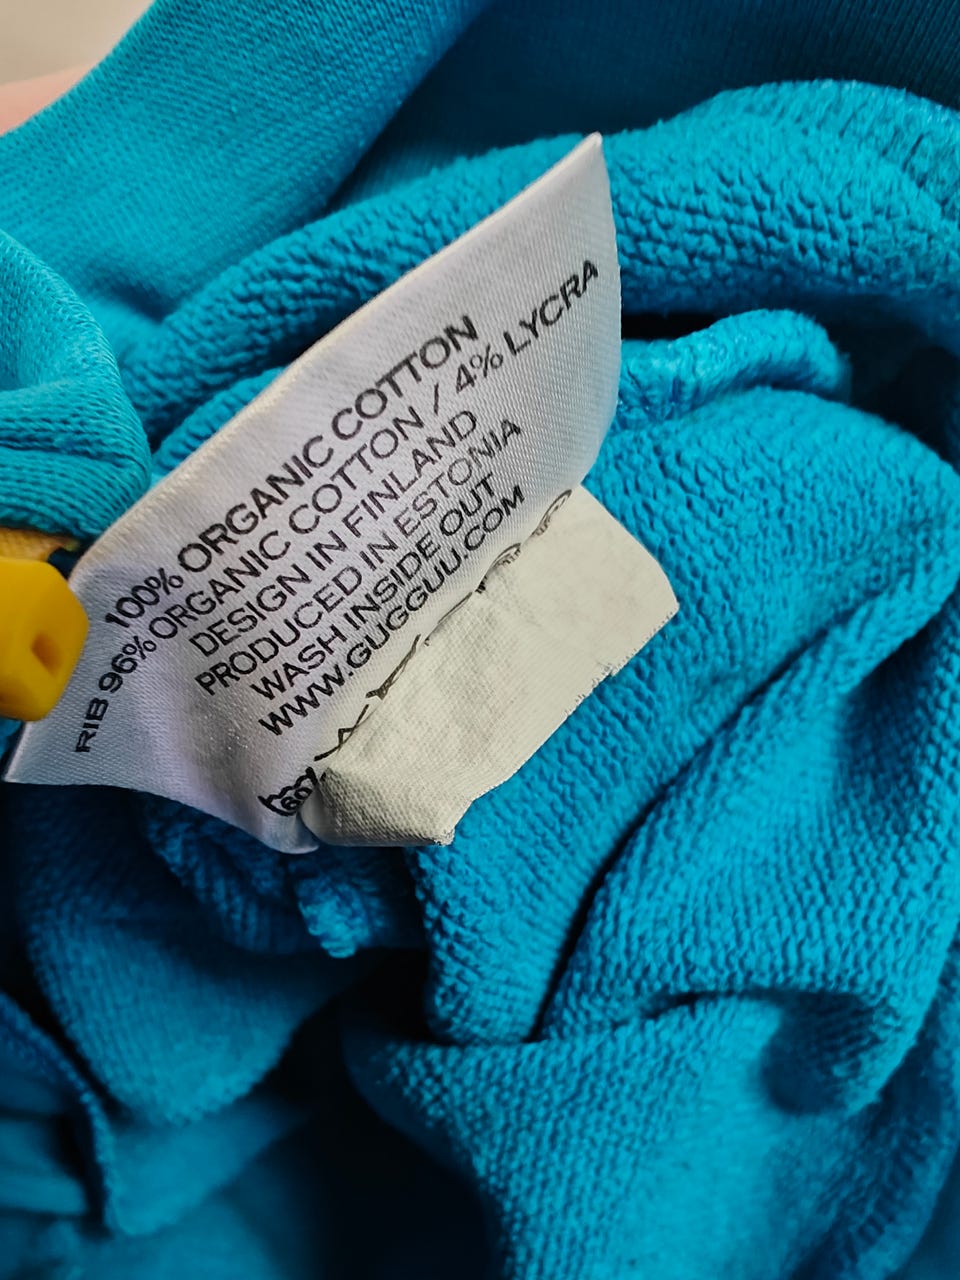 100% ORGANIC COTTON
RIB 96% ORGANIC COTTON / 4% LYCRA
DESIGN IN FINLAND
PRODUCED IN ESTONIA
WASH INSIDE OUT
WWW.GUGGUU.COM
60